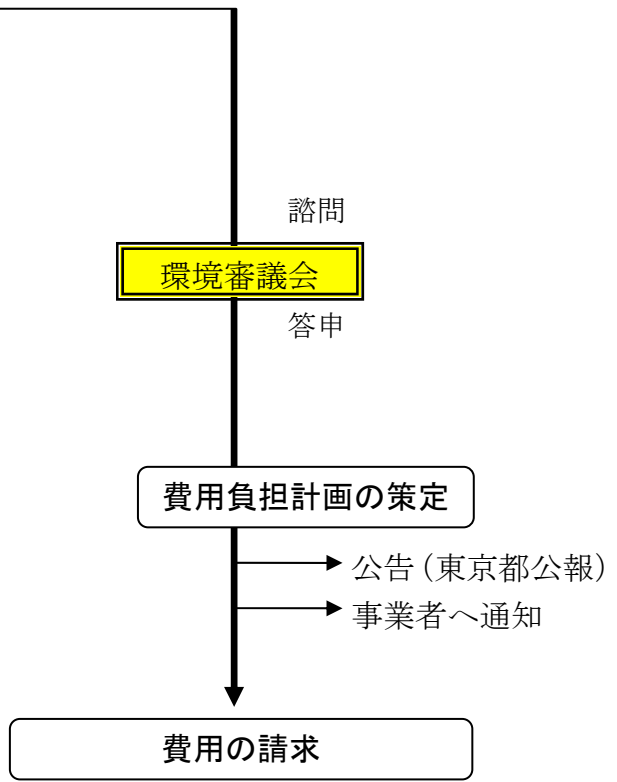 諮問
環境審議会
答申
費用負担計画の策定
公告（東京都公報）
事業者へ通知
費用の請求